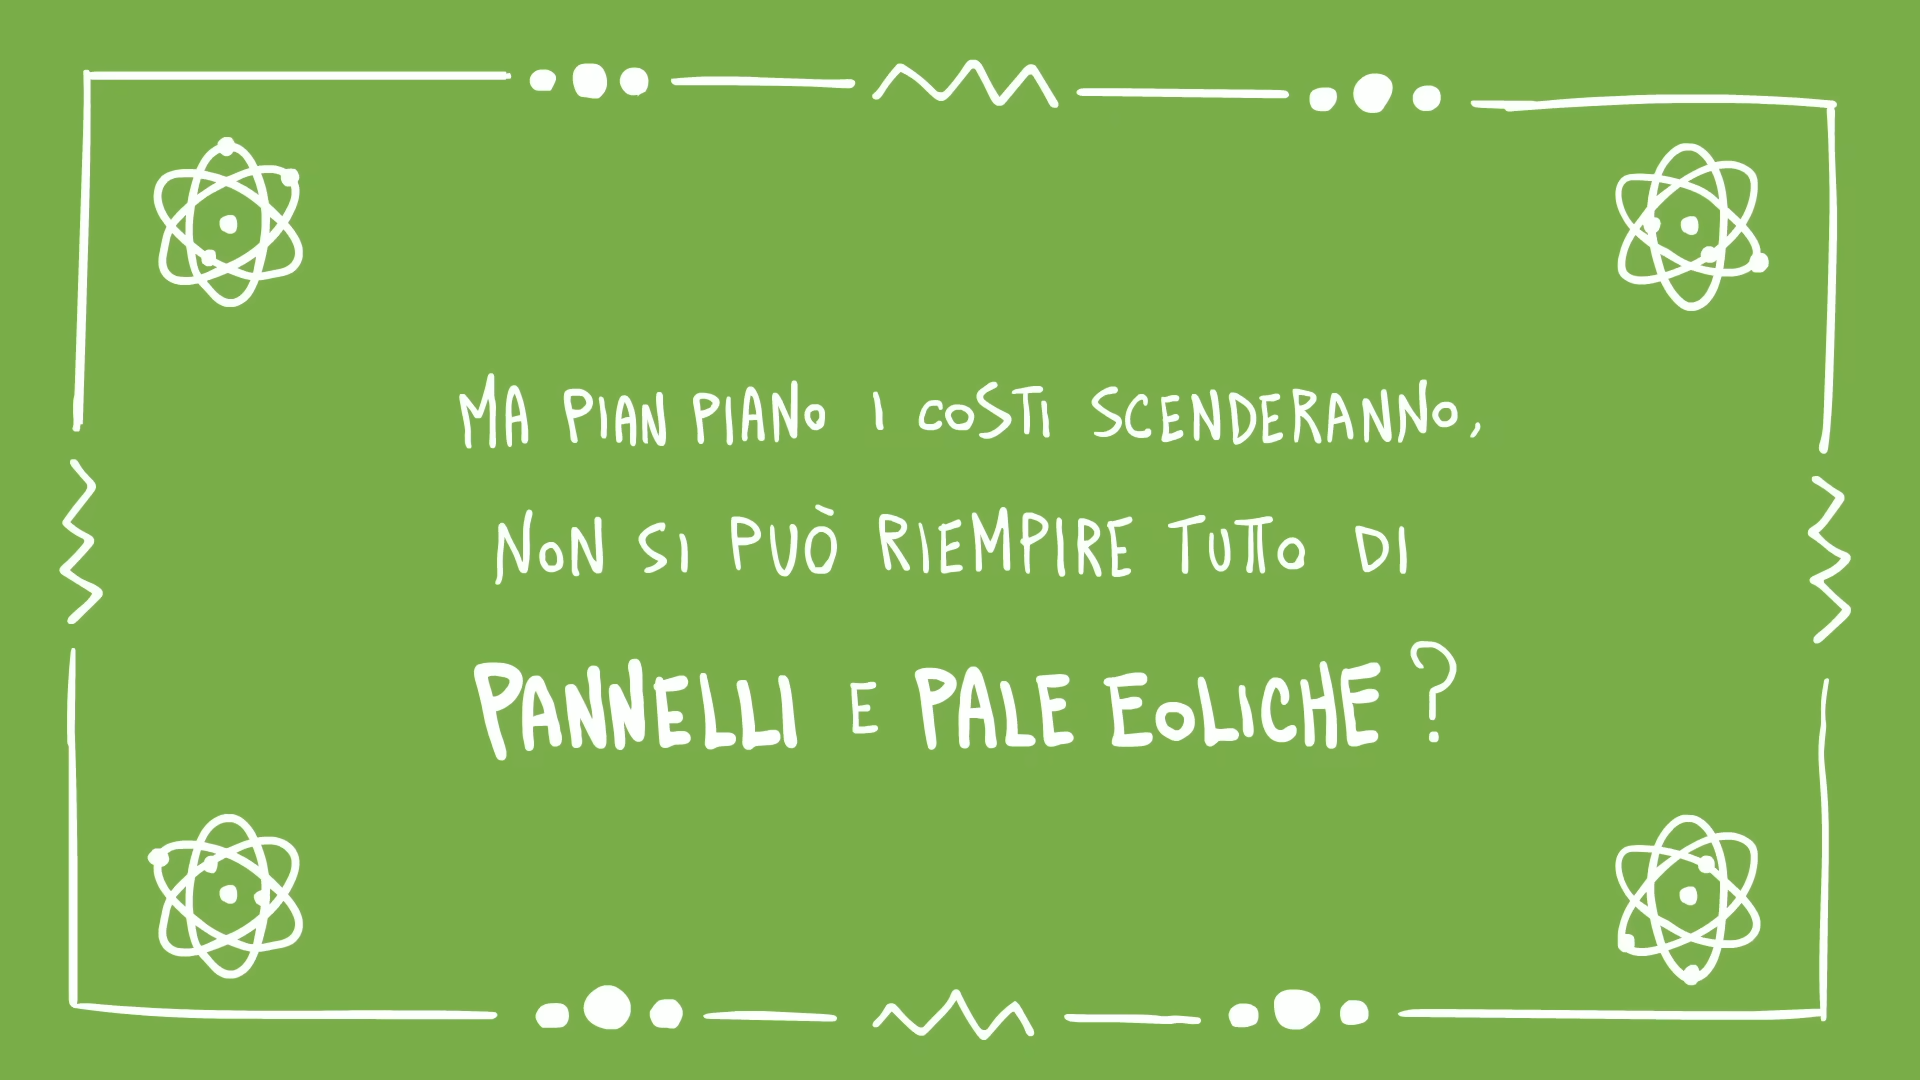 MA PIAN PIANO I COSTI SCENDERANNO,
NON SI PUÒ RIEMPIRE TUTTO DI
PANNELLI E PALE EOLICHE?